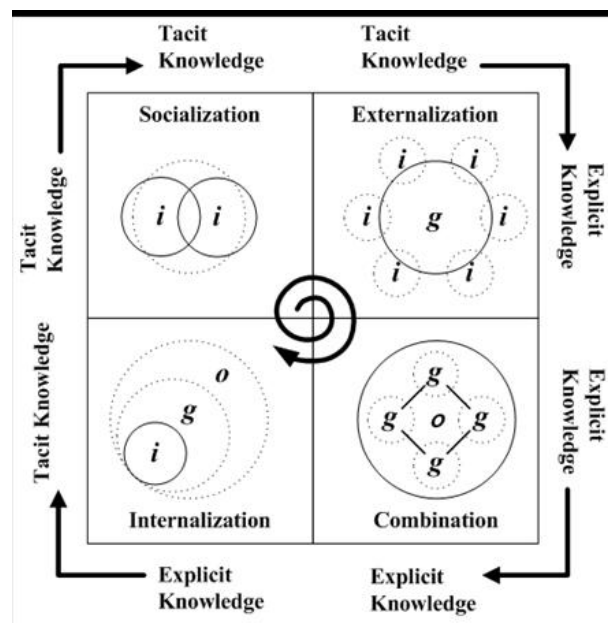 Tacit
Knowledge
Tacit
Knowledge
Socialization
Externalization
Tacit
Knowledge
i i
i i
i g i
i i
Explicit
Knowledge
Tacit Knowledge
o
g
i
g
g o g
g
Explicit
Knowledge
Internalization
Combination
Explicit
Knowledge
Explicit
Knowledge